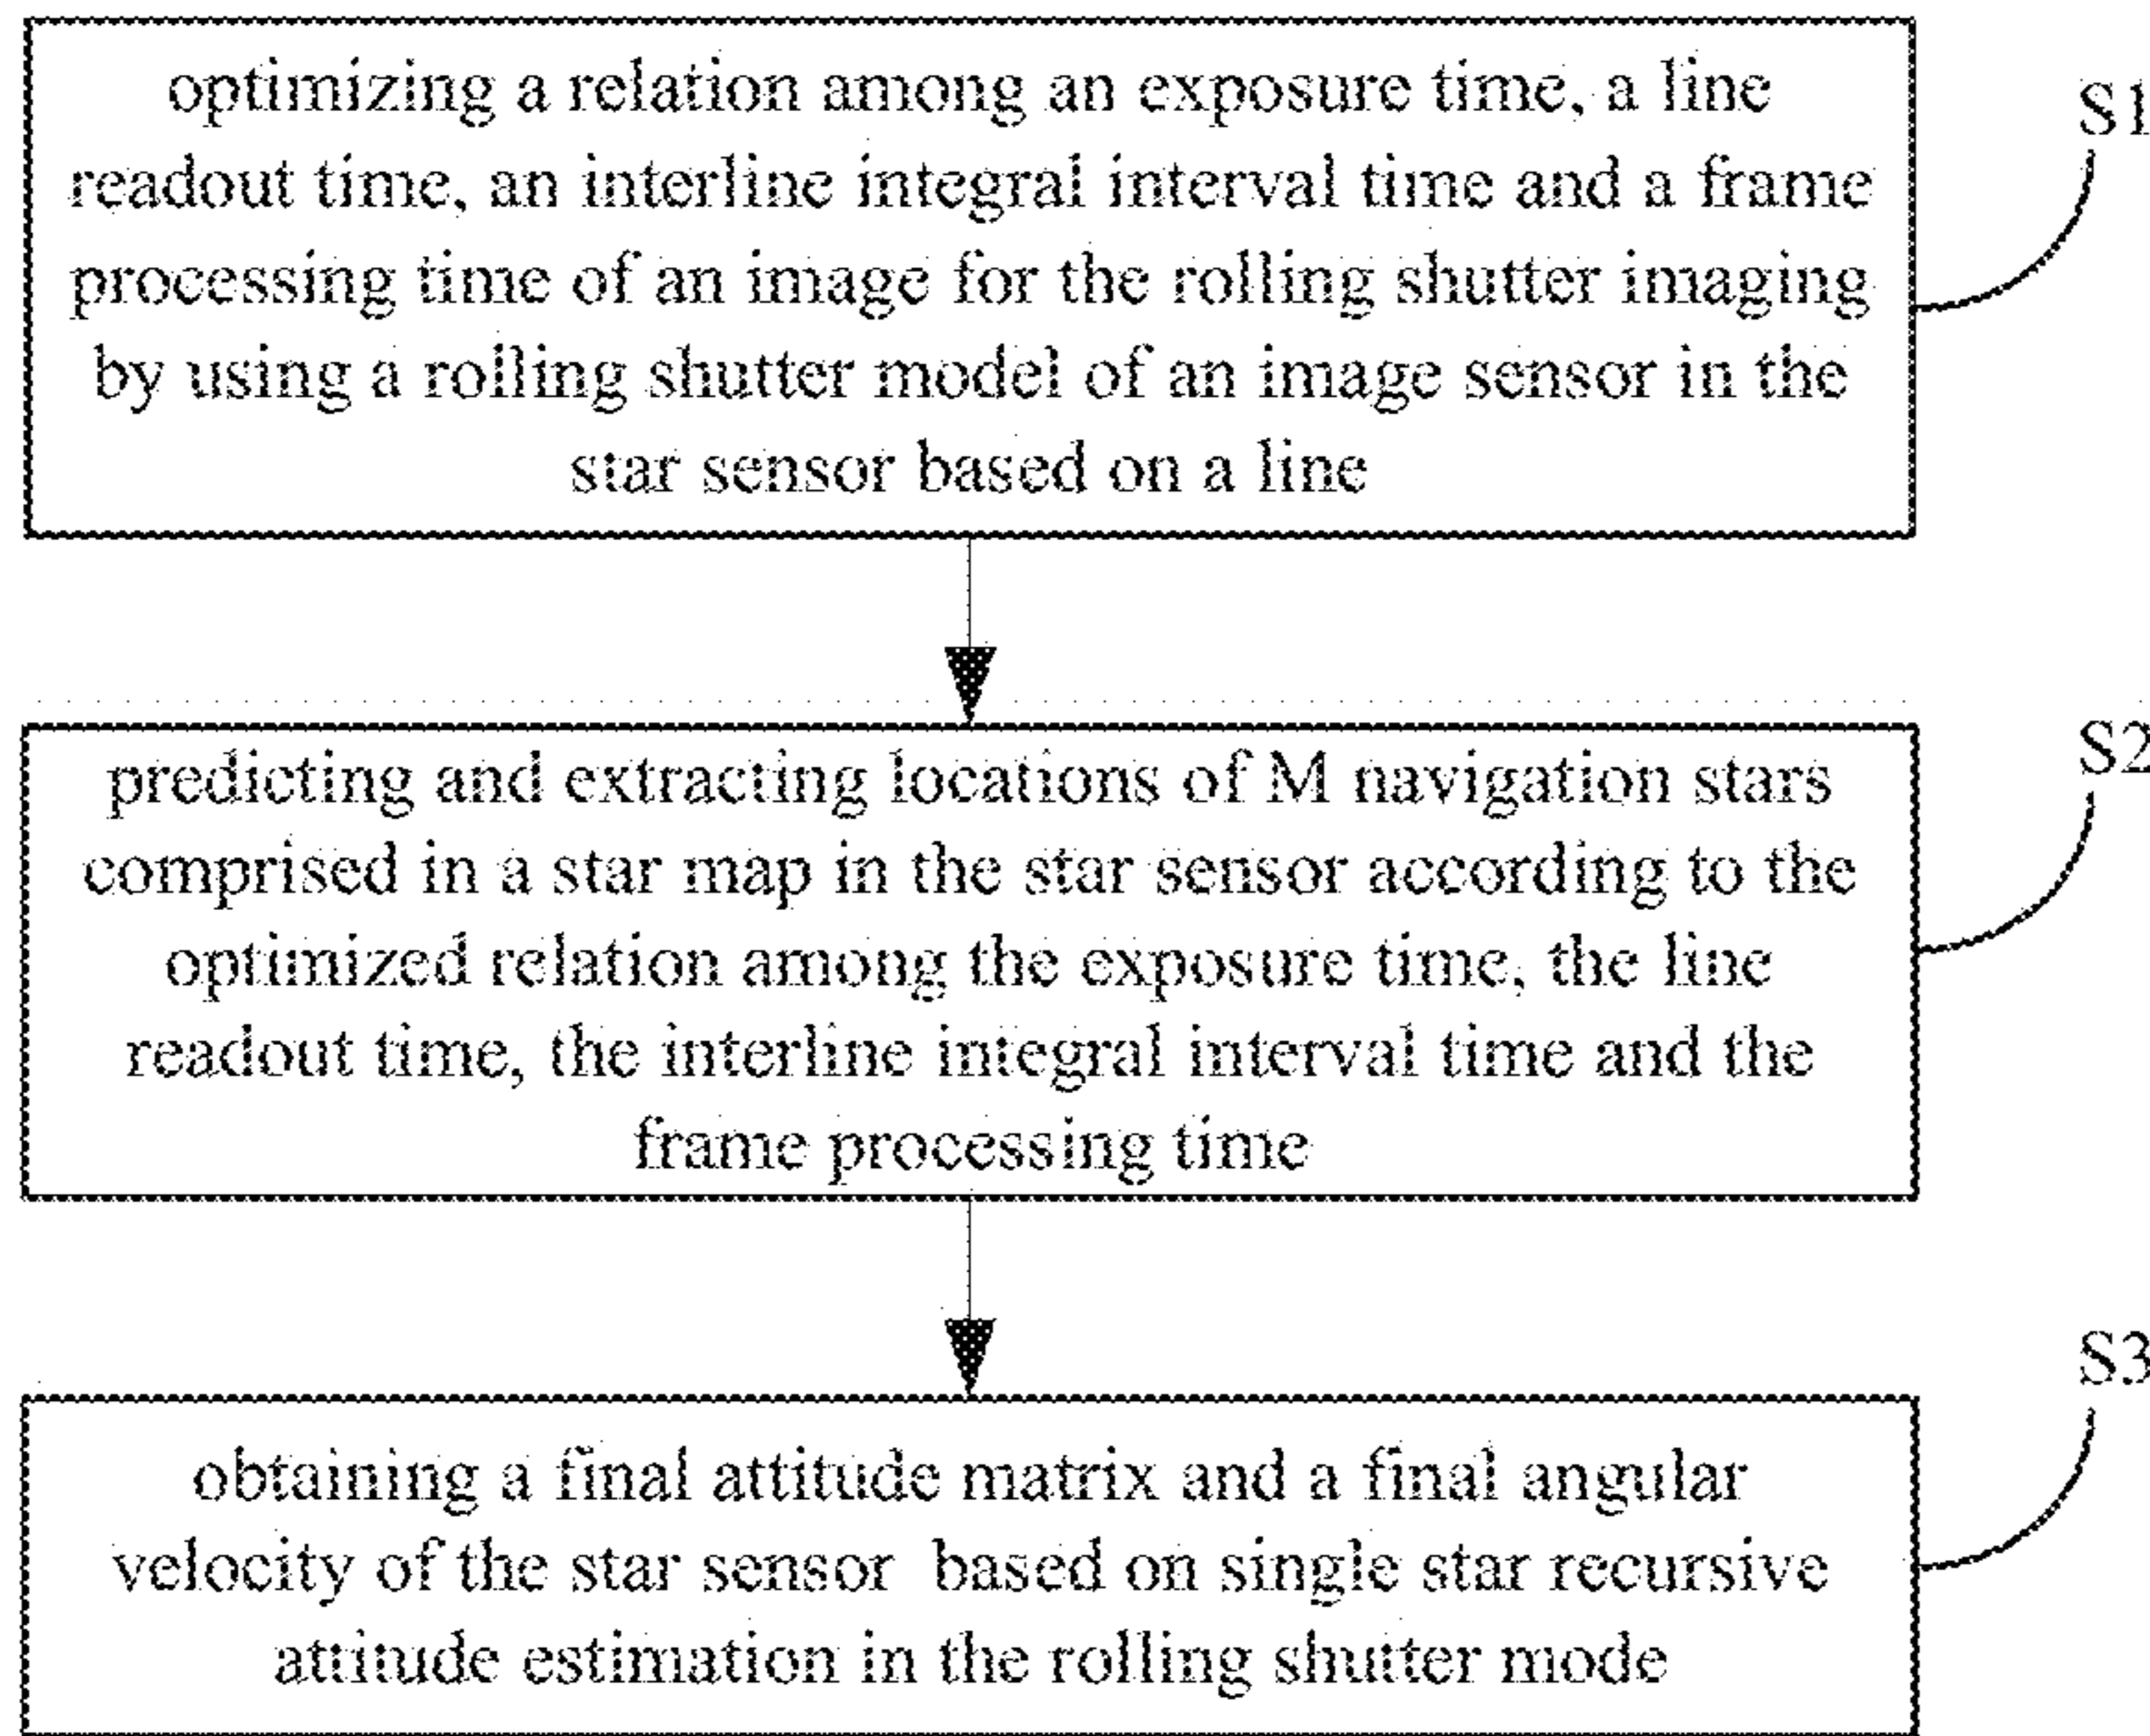 optimizing a relation among an exposure time, a line
readout time, an interline integral interval time and a frame
processing time of an image for the rolling shutter imaging
by using a rolling shutter model of an image sensor in the
star sensor based on a line
S1
predicting and extracting locations of M navigation stars
comprised in a star map in the star sensor according to the
optimized relation among the exposure time, the line
readout time, the interline integral interval time and the
frame processing time
S2
obtaining a final attitude matrix and a final angular
velocity of the star sensor based on single star recursive
attitude estimation in the rolling shutter mode
S3